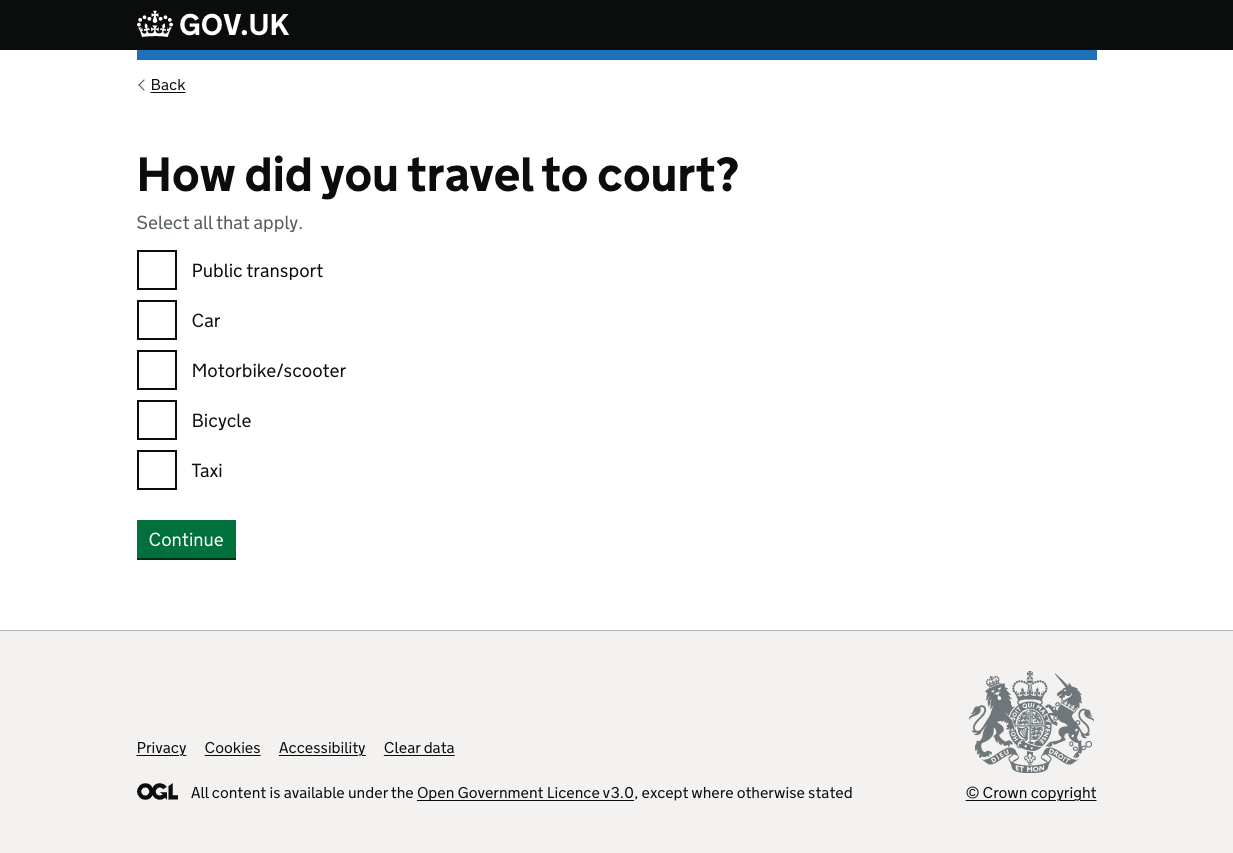 GOV.UK
Back
How did you travel to court?
Select all that apply.
Public transport
Car
Motorbike/scooter
Bicycle
Taxi
Continue
Privacy Cookies Accessibility Clear data
OGL All content is available under the Open Government Licence v3.0, except where otherwise stated
© Crown copyright